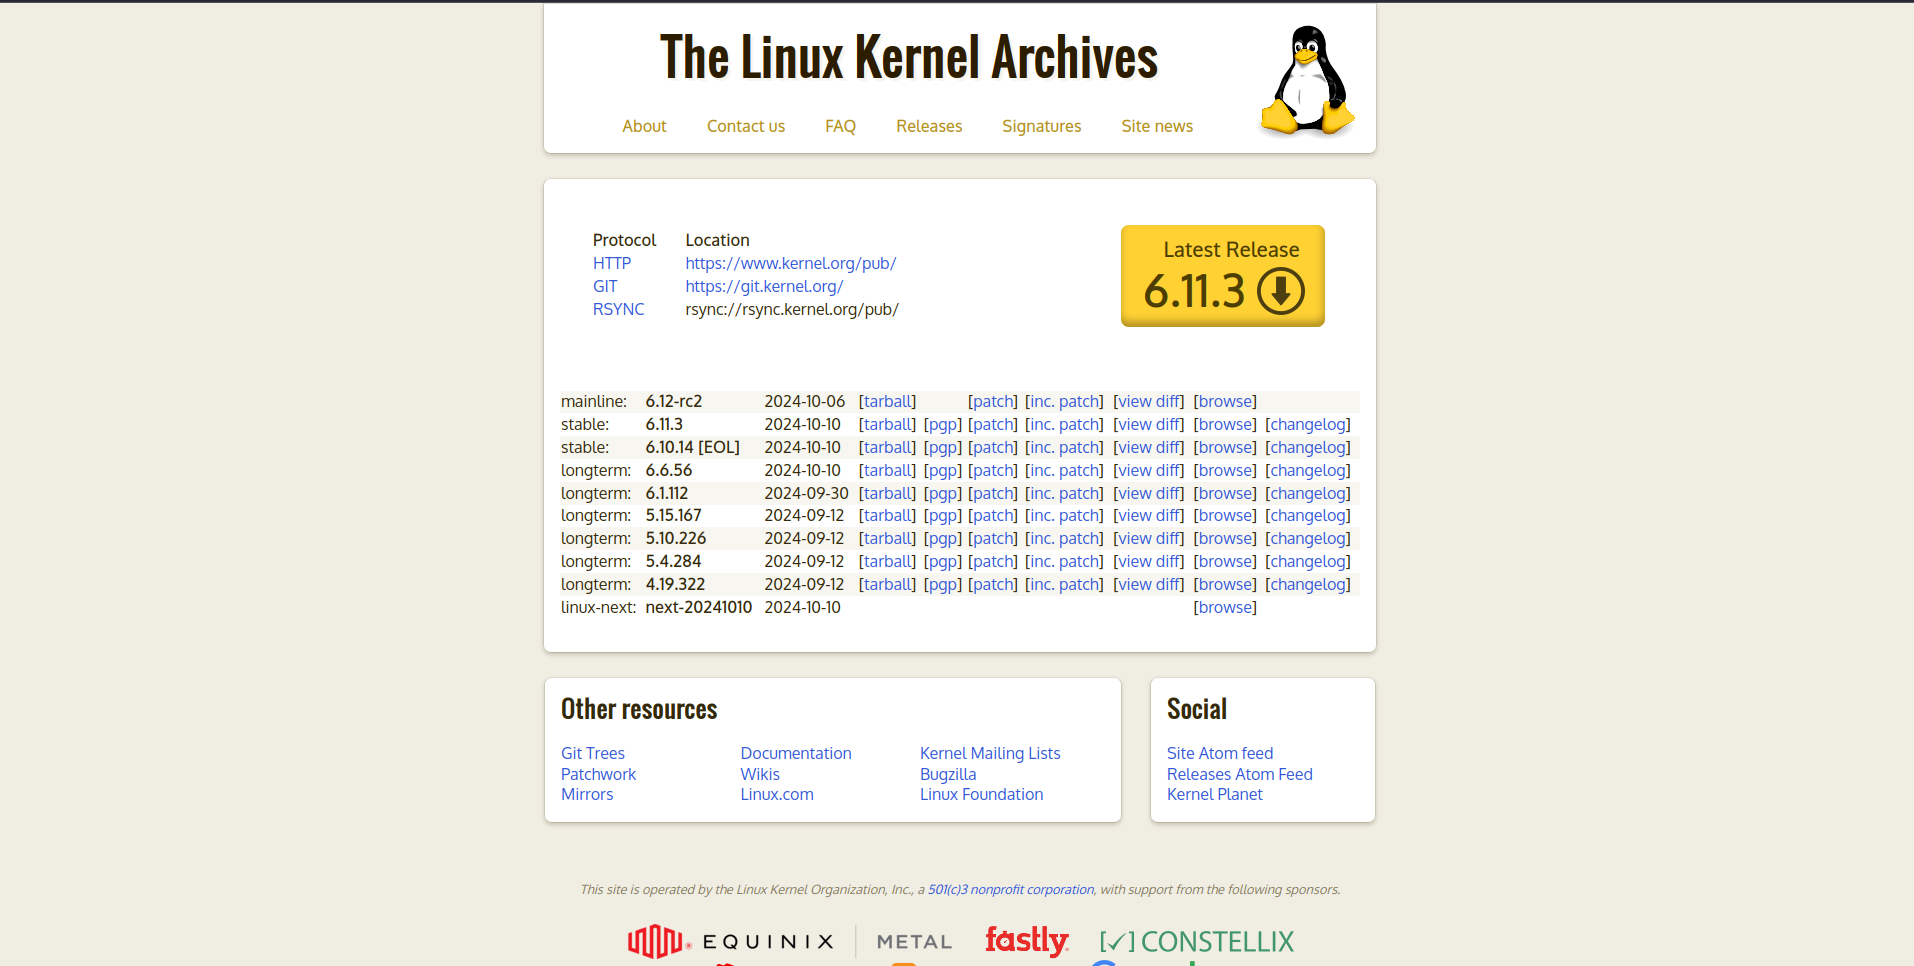 The Linux Kernel Archives
About Contact us FAQ Releases Signatures Site news
Protocol Location
HTTP https://www.kernel.org/pub/
GIT https://git.kernel.org/
RSYNC rsync://rsync.kernel.org/pub/
Latest Release
6.11.3
mainline: 6.12-rc2 2024-10-06 [tarball] [patch] [inc. patch] [view diff] [browse]
stable: 6.11.3 2024-10-10 [tarball] [pgp] [patch] [inc. patch] [view diff] [browse] [changelog]
stable: 6.10.14 [EOL] 2024-10-10 [tarball] [pgp] [patch] [inc. patch] [view diff] [browse] [changelog]
longterm: 6.6.56 2024-10-10 [tarball] [pgp] [patch] [inc. patch] [view diff] [browse] [changelog]
longterm: 6.1.112 2024-09-30 [tarball] [pgp] [patch] [inc. patch] [view diff] [browse] [changelog]
longterm: 5.15.167 2024-09-12 [tarball] [pgp] [patch] [inc. patch] [view diff] [browse] [changelog]
longterm: 5.10.226 2024-09-12 [tarball] [pgp] [patch] [inc. patch] [view diff] [browse] [changelog]
longterm: 5.4.284 2024-09-12 [tarball] [pgp] [patch] [inc. patch] [view diff] [browse] [changelog]
longterm: 4.19.322 2024-09-12 [tarball] [pgp] [patch] [inc. patch] [view diff] [browse] [changelog]
linux-next: next-20241010 2024-10-10 [browse]
Other resources
Git Trees Documentation Kernel Mailing Lists
Patchwork Wikis Bugzilla
Mirrors Linux.com Linux Foundation
Social
Site Atom feed
Releases Atom Feed
Kernel Planet
This site is operated by the Linux Kernel Organization, Inc., a 501(c)3 nonprofit corporation, with support from the following sponsors.
EQUINIX METAL fastly [✓] CONSTELLIX